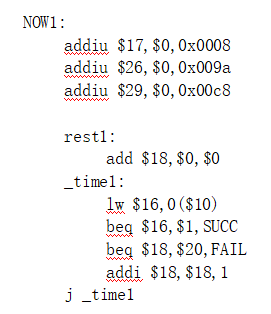 NOW1:
addiu $17,$0,0x0008
addiu $26,$0,0x009a
addiu $29,$0,0x00c8
rest1:
add $18,$0,$0
_time1:
lw $16,0($10)
beq $16,$1,SUCC
beq $18,$20,FAIL
addi $18,$18,1
j _time1